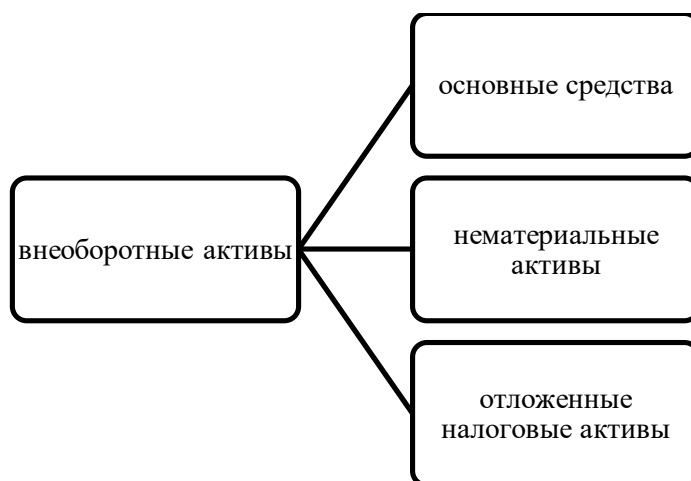 основные средства
внеоборотные активы
нематериальные
активы
отложенные
налоговые активы